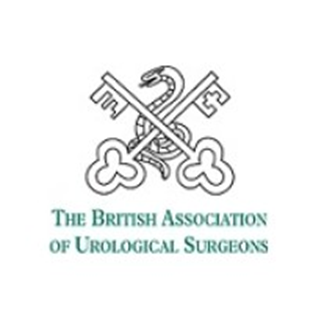 THE BRITISH ASSOCIATION
OF UROLOGICAL SURGEONS